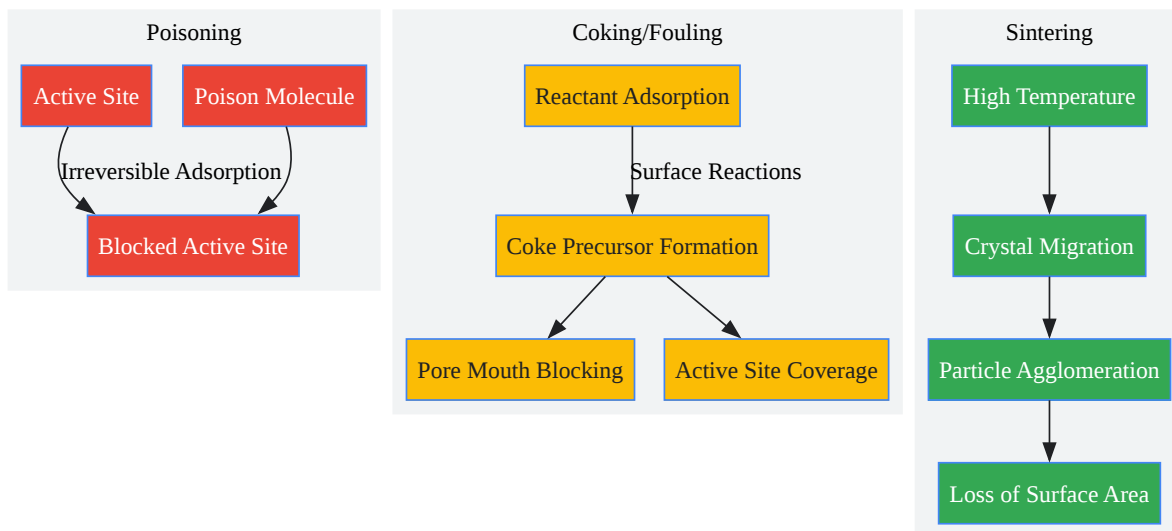 Poisoning
Active Site
Poison Molecule
Irreversible Adsorption
Blocked Active Site
Coking/Fouling
Reactant Adsorption
Surface Reactions
Coke Precursor Formation
Pore Mouth Blocking
Active Site Coverage
Sintering
High Temperature
Crystal Migration
Particle Agglomeration
Loss of Surface Area